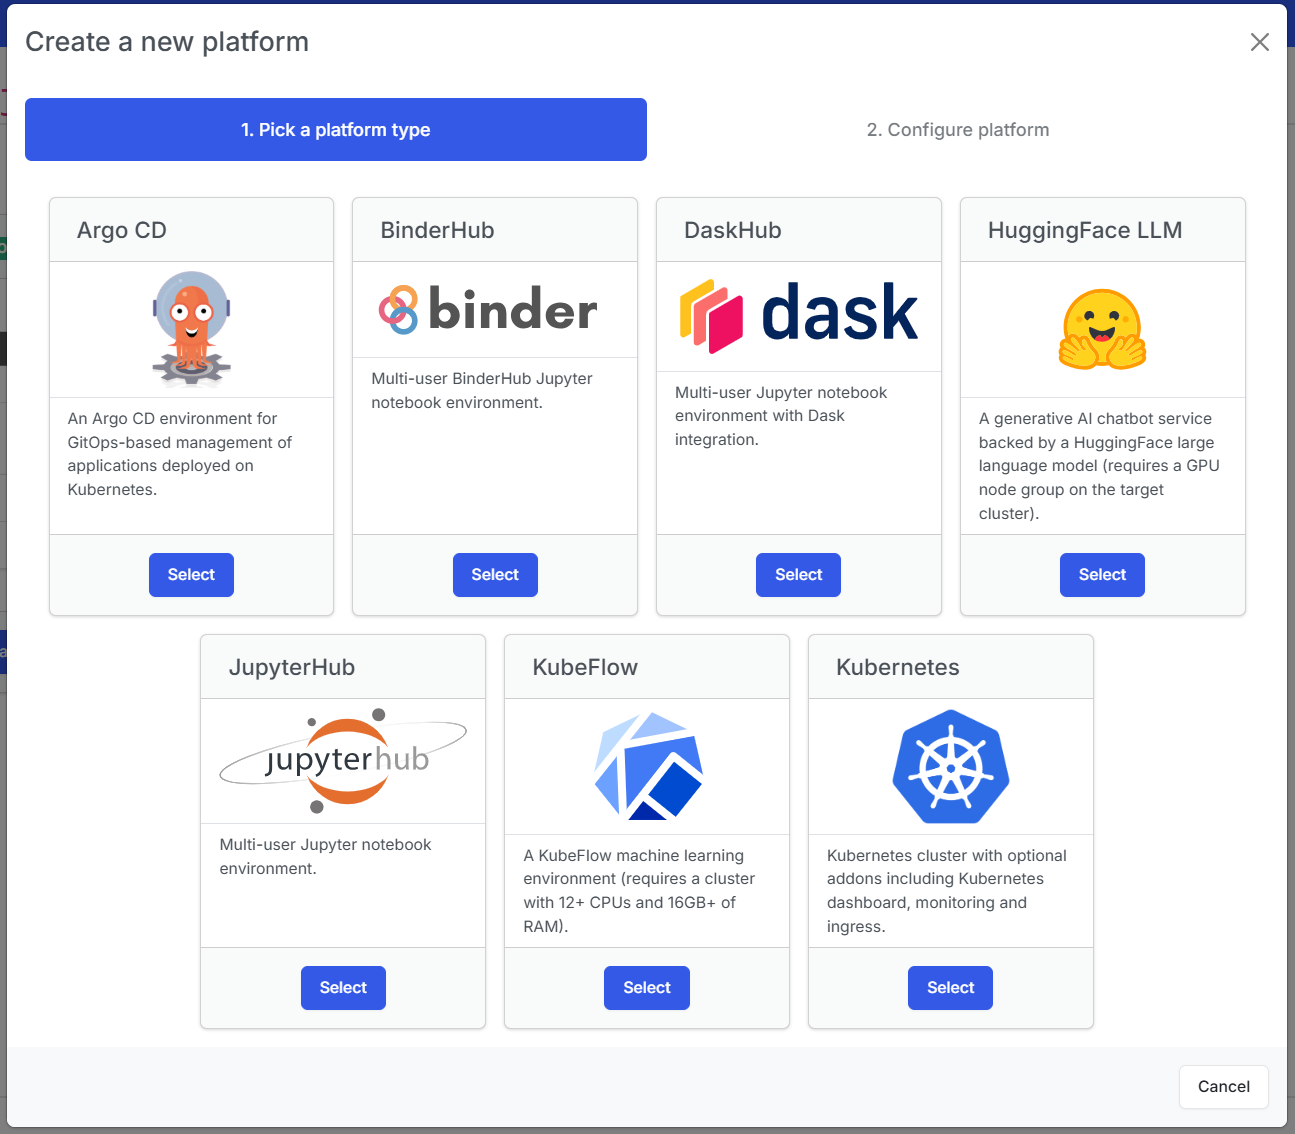 Create a new platform
1. Pick a platform type
2. Configure platform
Argo CD
An Argo CD environment for
GitOps-based management of
applications deployed on
Kubernetes.
Select
BinderHub
binder
Multi-user BinderHub Jupyter
notebook environment.
Select
DaskHub
dask
Multi-user Jupyter notebook
environment with Dask
integration.
Select
HuggingFace LLM
A generative AI chatbot service
backed by a HuggingFace large
language model (requires a GPU
node group on the target
cluster).
Select
JupyterHub
jupyterhub
Multi-user Jupyter notebook
environment.
Select
KubeFlow
A KubeFlow machine learning
environment (requires a cluster
with 12+ CPUs and 16GB+ of
RAM).
Select
Kubernetes
Kubernetes cluster with optional
addons including Kubernetes
dashboard, monitoring and
ingress.
Select
Cancel